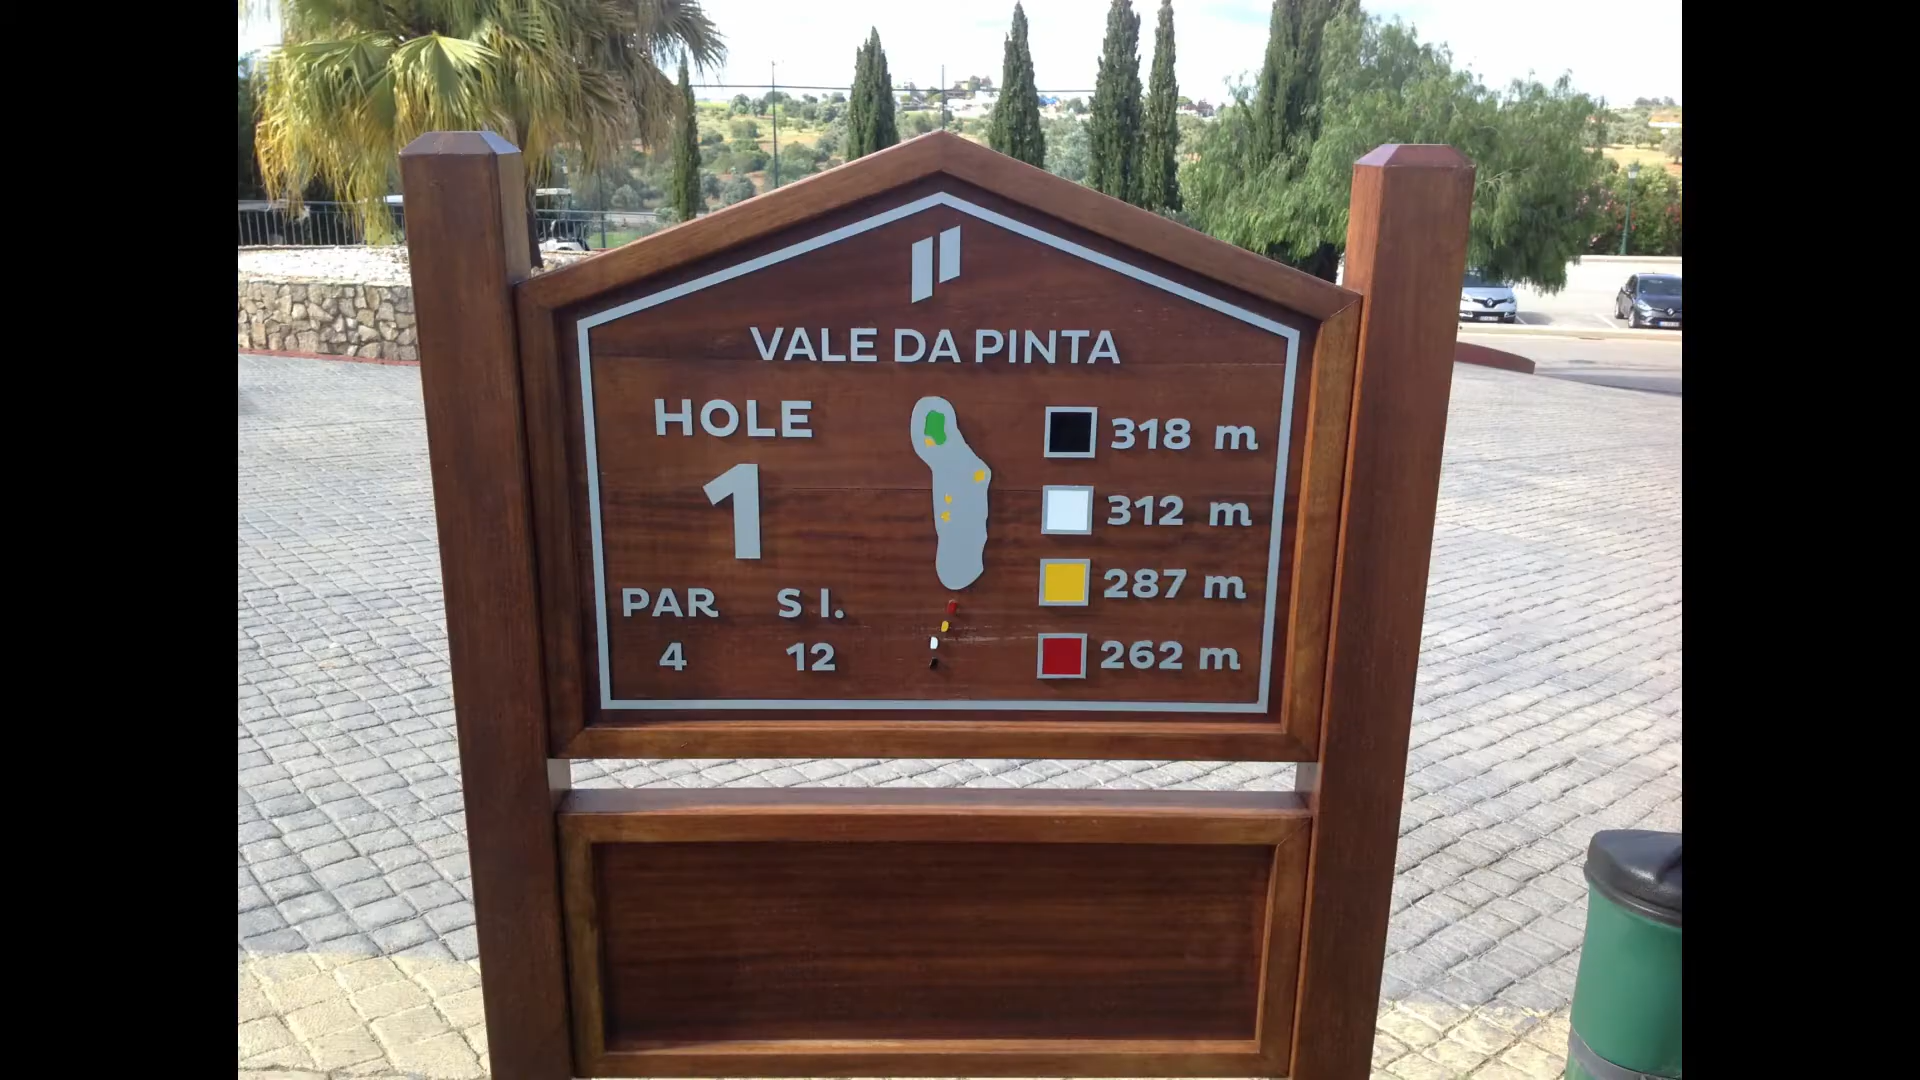 VALE DA PINTA
HOLE
1
PAR S I.
4 12
318 m
312 m
287 m
262 m